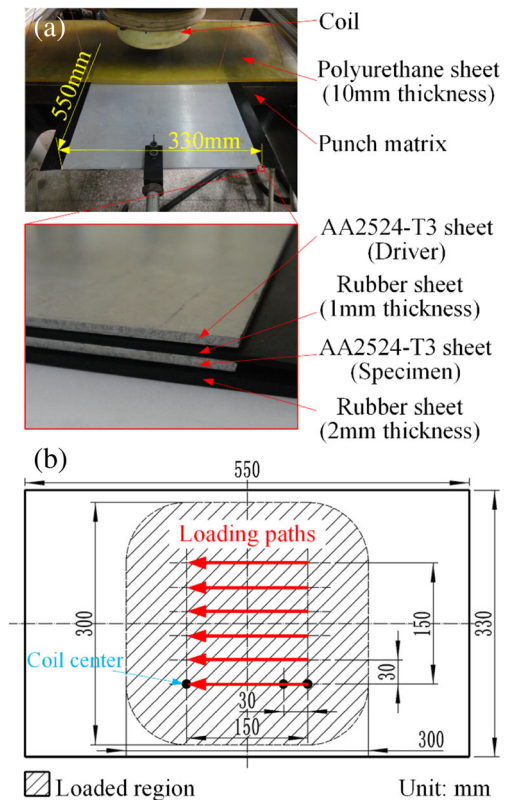 (a)
Coil
Polyurethane sheet
(10mm thickness)
550mm
Punch matrix
330mm
AA2524-T3 sheet
(Driver)
Rubber sheet
(1mm thickness)
AA2524-T3 sheet
(Specimen)
Rubber sheet
(2mm thickness)
(b)
550
Loading paths
300
150
330
Coil center
30
30
150
300
Loaded region
Unit: mm